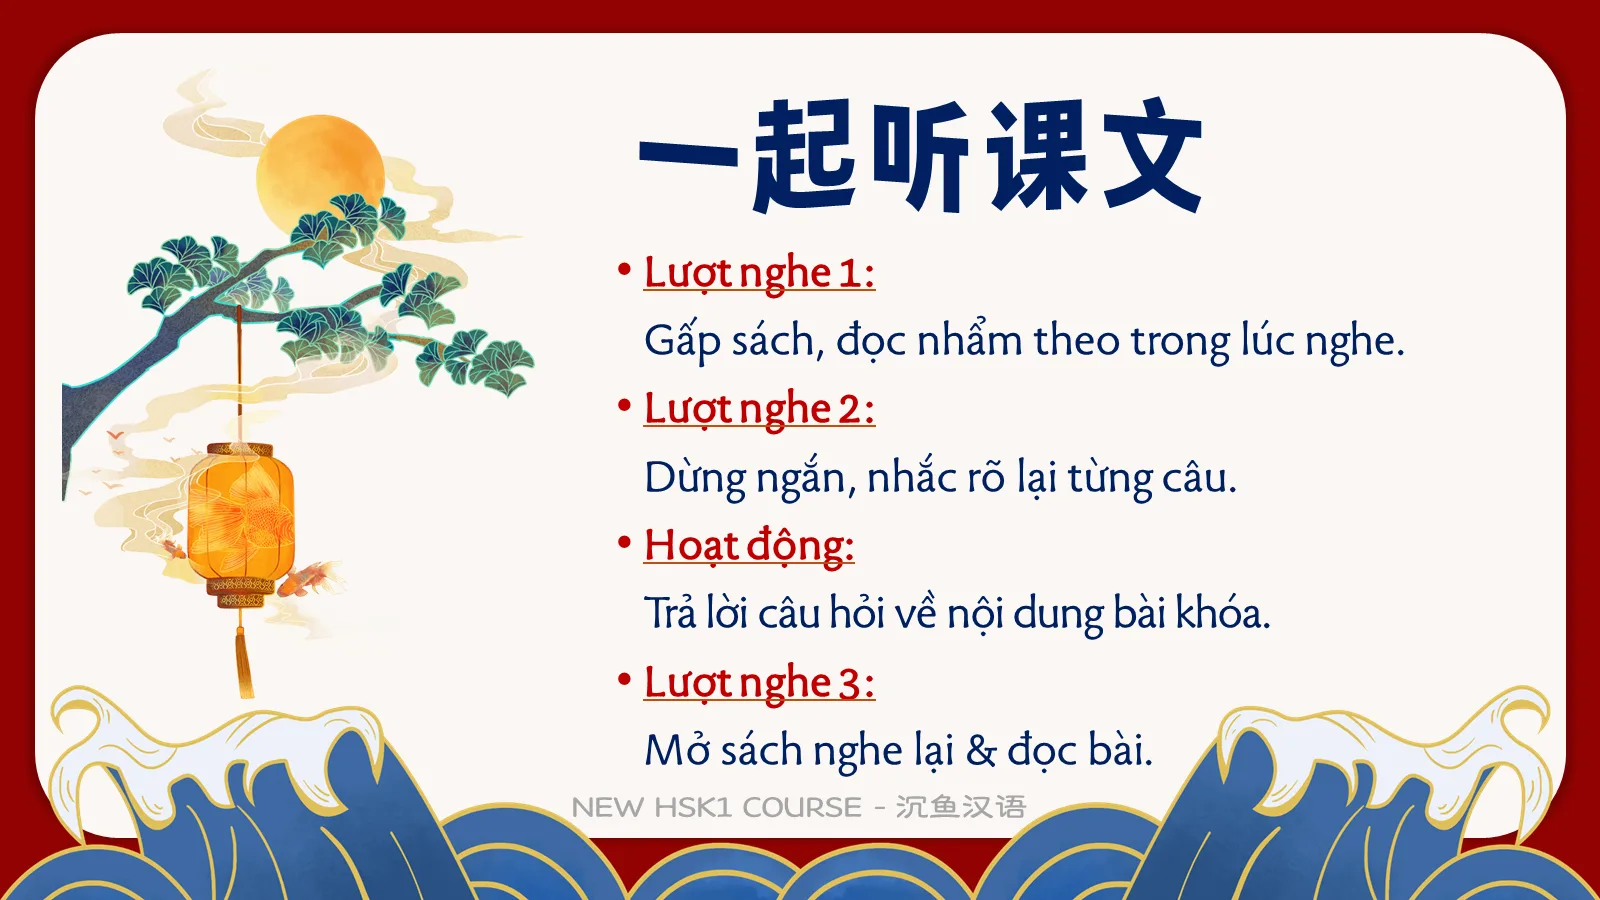 一起听课文
• Lượt nghe 1:
Gấp sách, đọc nhẩm theo trong lúc nghe.
• Lượt nghe 2:
Dừng ngắn, nhắc rõ lại từng câu.
• Hoạt động:
Trả lời câu hỏi về nội dung bài khóa.
• Lượt nghe 3:
Mở sách nghe lại & đọc bài.
NEW HSK1 COURSE - 沉鱼汉语